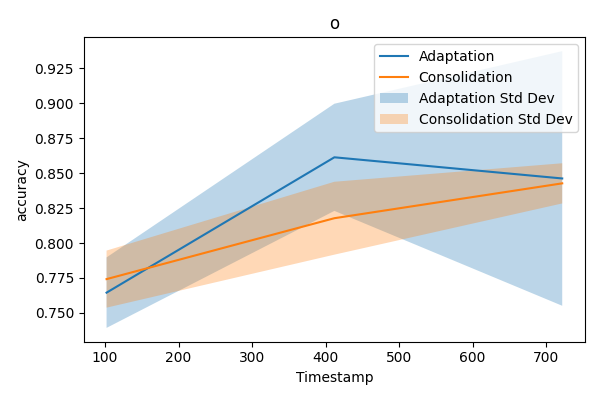 o
Adaptation
Consolidation
Adaptation Std Dev
Consolidation Std Dev
accuracy
0.925
0.900
0.875
0.850
0.825
0.800
0.775
0.750
100 200 300 400 500 600 700
Timestamp